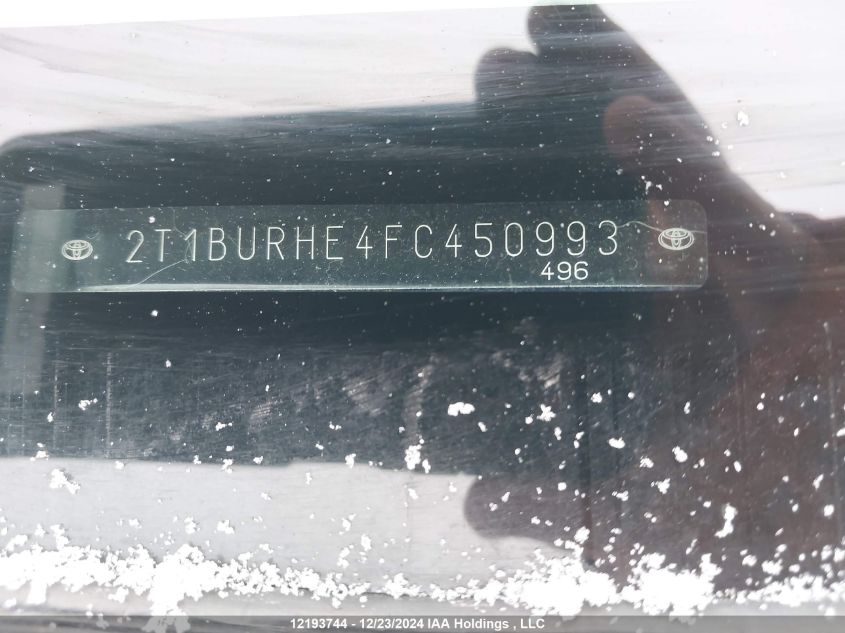 2T1BURHE4FC450993
496
12193744 - 12/23/2024 IAA Holdings , LLC